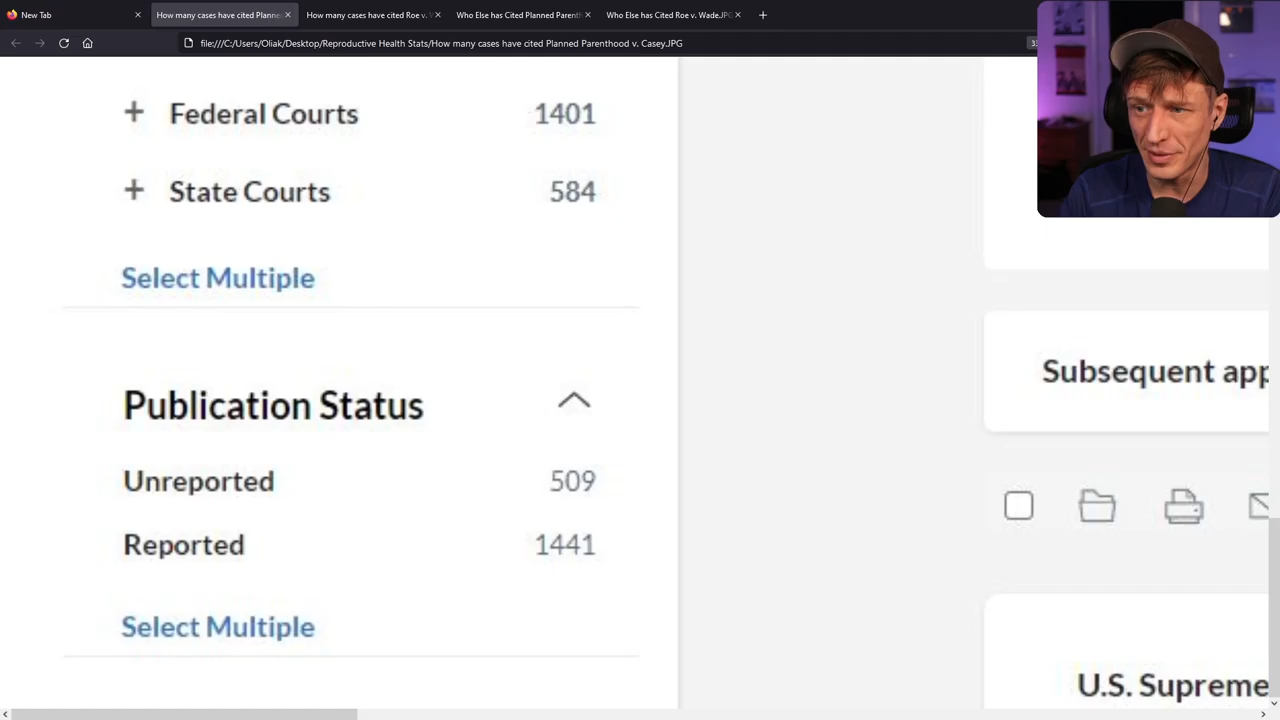 New Tab
How many cases have cited Planne
How many cases have cited Roe v. W
Who Else has Cited Planned Parenth
Who Else has Cited Roe v. Wade.JPG
file:///C:/Users/Oliak/Desktop/Reproductive Health Stats/How many cases have cited Planned Parenthood v. Casey.JPG
Federal Courts 1401
State Courts 584
Select Multiple
Publication Status
Unreported 509
Reported 1441
Select Multiple
Subsequent app
U.S. Supreme